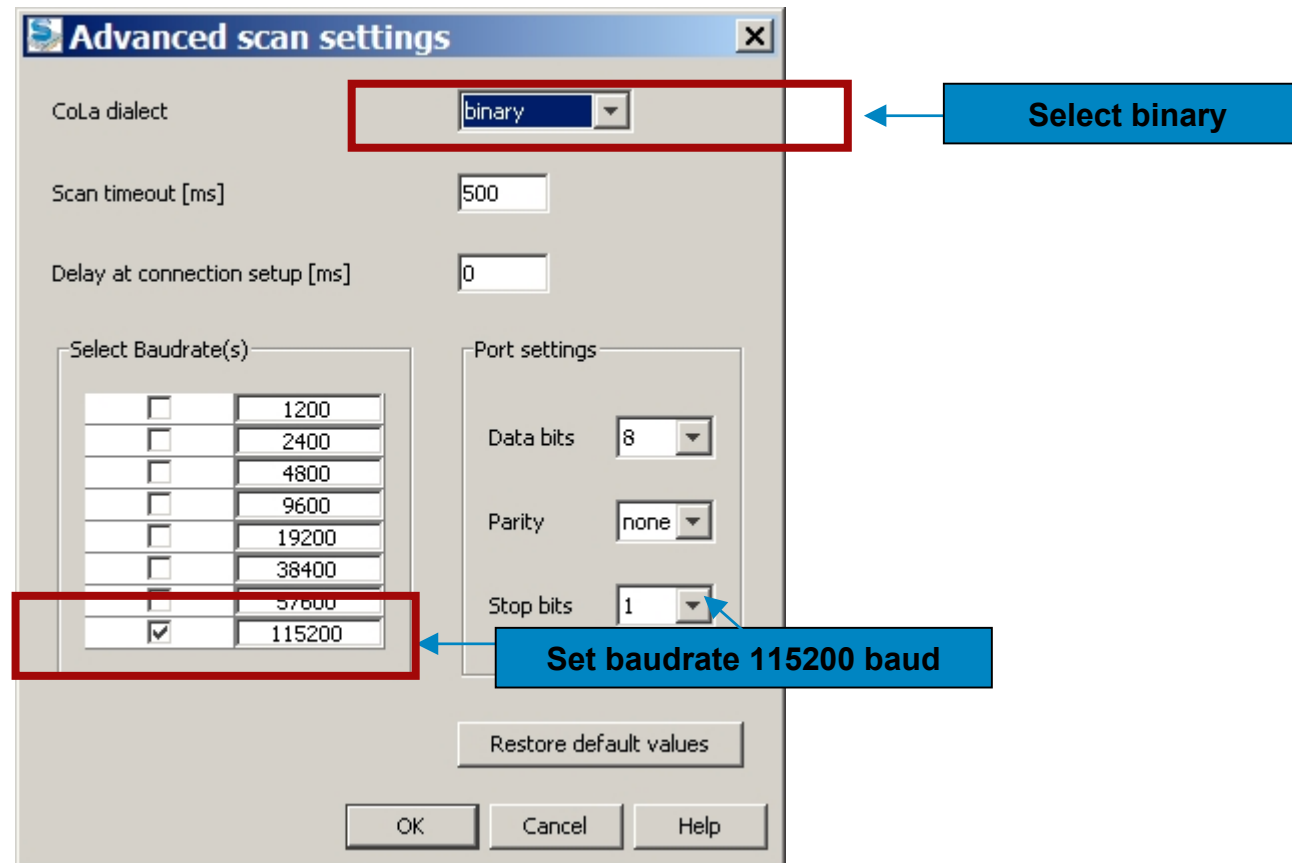 Advanced scan settings
CoLa dialect
binary
Select binary
Scan timeout [ms]
500
Delay at connection setup [ms]
0
Select Baudrate(s)
1200
2400
4800
9600
19200
38400
57600
115200
Port settings
Data bits
8
Parity
none
Stop bits
1
Set baudrate 115200 baud
Restore default values
OK
Cancel
Help